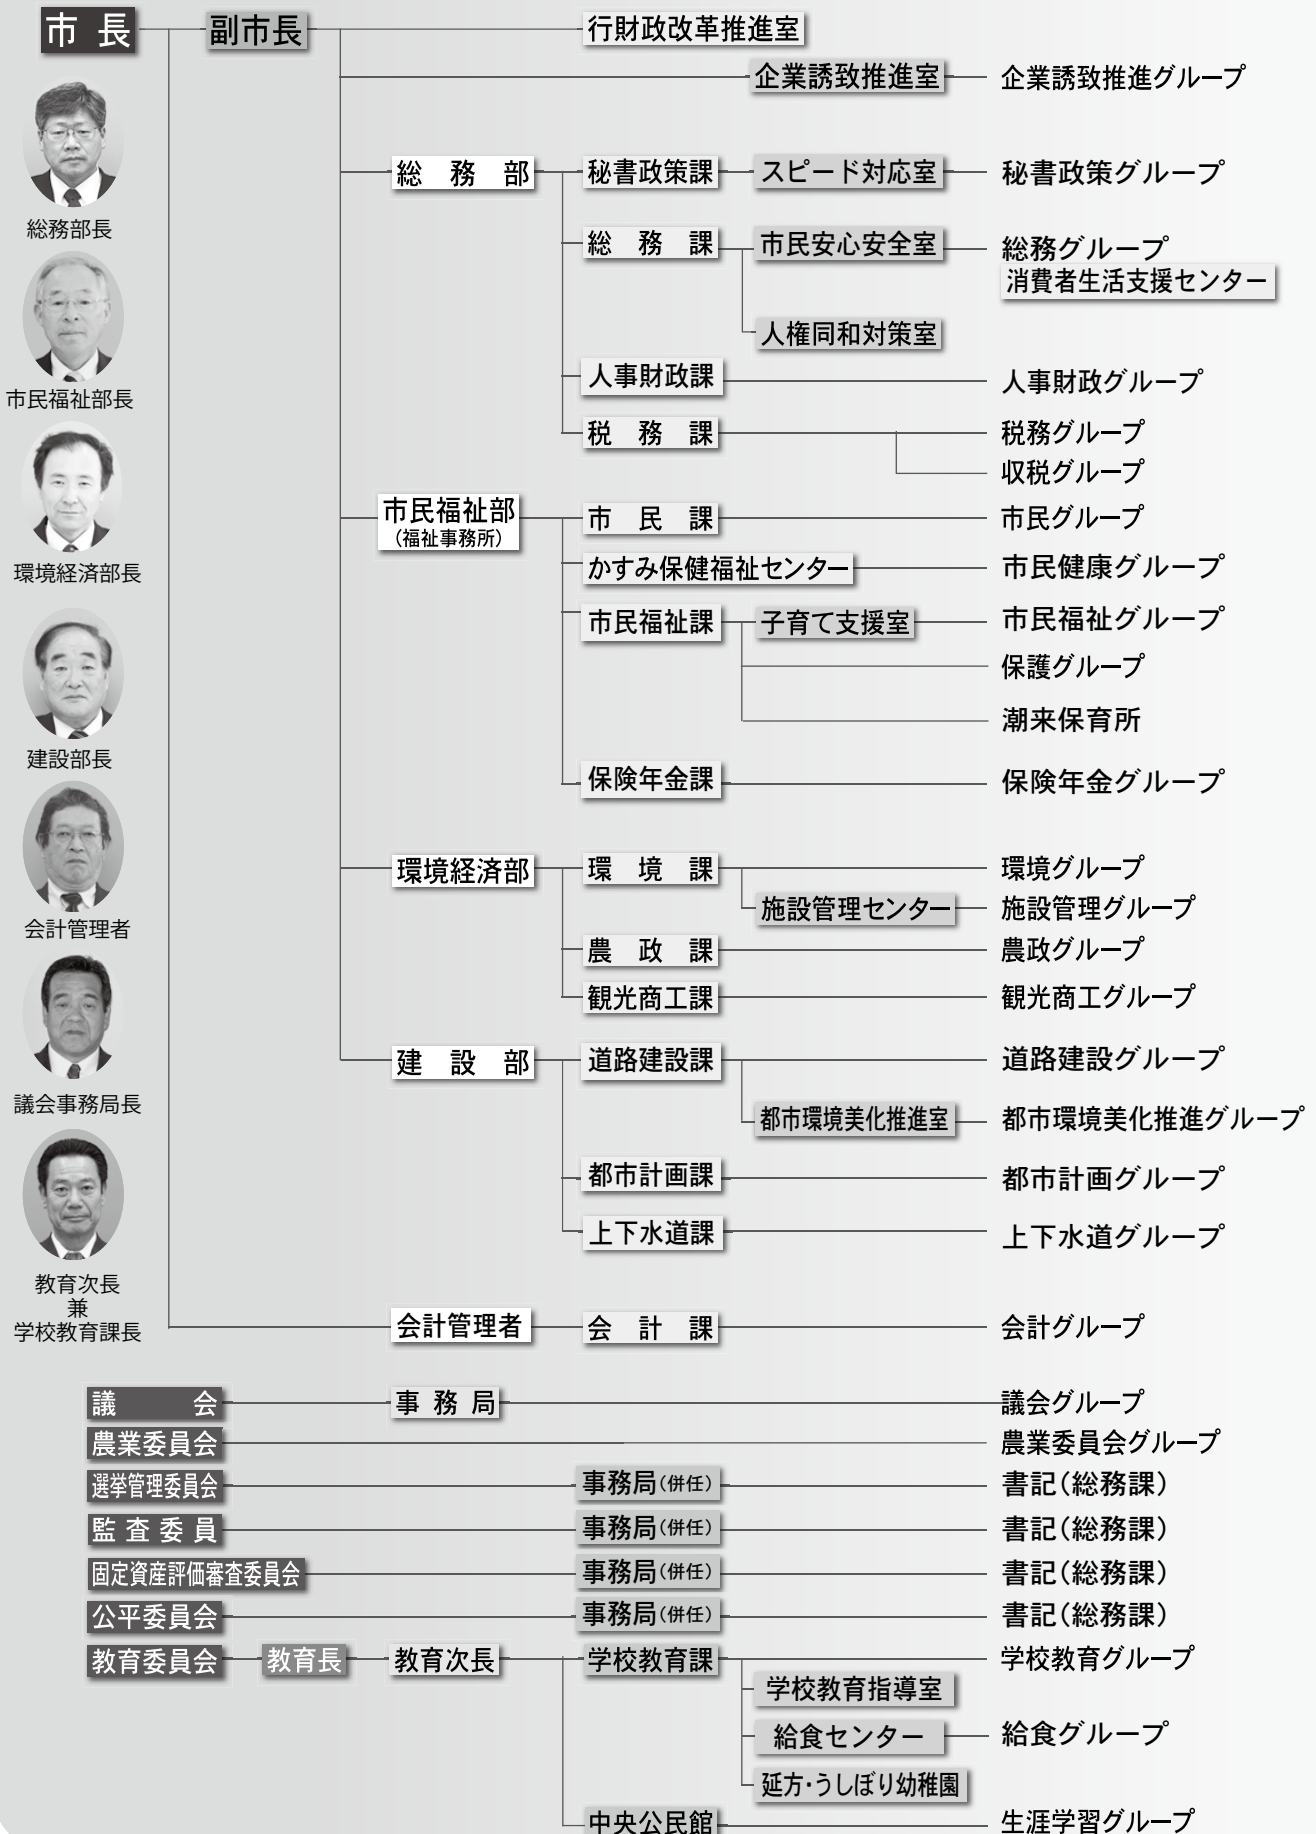 市長 副市長 行財政改革推進室
企業誘致推進室 企業誘致推進グループ
総務部 秘書政策課 スピード対応室 秘書政策グループ
総務課 市民安心安全室 総務グループ
消費者生活支援センター
人権同和対策室
人事財政課 人事財政グループ
税務課 税務グループ
収税グループ
市民福祉部 市民課 市民グループ
(福祉事務所)
かすみ保健福祉センター 市民健康グループ
市民福祉課 子育て支援室 市民福祉グループ
保護グループ
潮来保育所
保険年金課 保険年金グループ
環境経済部 環境課 環境グループ
施設管理センター 施設管理グループ
農政課 農政グループ
観光商工課 観光商工グループ
建設部 道路建設課 道路建設グループ
都市環境美化推進室 都市環境美化推進グループ
都市計画課 都市計画グループ
上下水道課 上下水道グループ
会計管理者 会計課 会計グループ
総務部長
市民福祉部長
環境経済部長
建設部長
会計管理者
議会事務局長
教育次長
兼
学校教育課長
議会 事務局 議会グループ
農業委員会 農業委員会グループ
選挙管理委員会 事務局(併任) 書記(総務課)
監査委員 事務局(併任) 書記(総務課)
固定資産評価審査委員会 事務局(併任) 書記(総務課)
公平委員会 事務局(併任) 書記(総務課)
教育委員会 教育長 教育次長 学校教育課 学校教育グループ
学校教育指導室
給食センター 給食グループ
延方・うしぼり幼稚園
中央公民館 生涯学習グループ